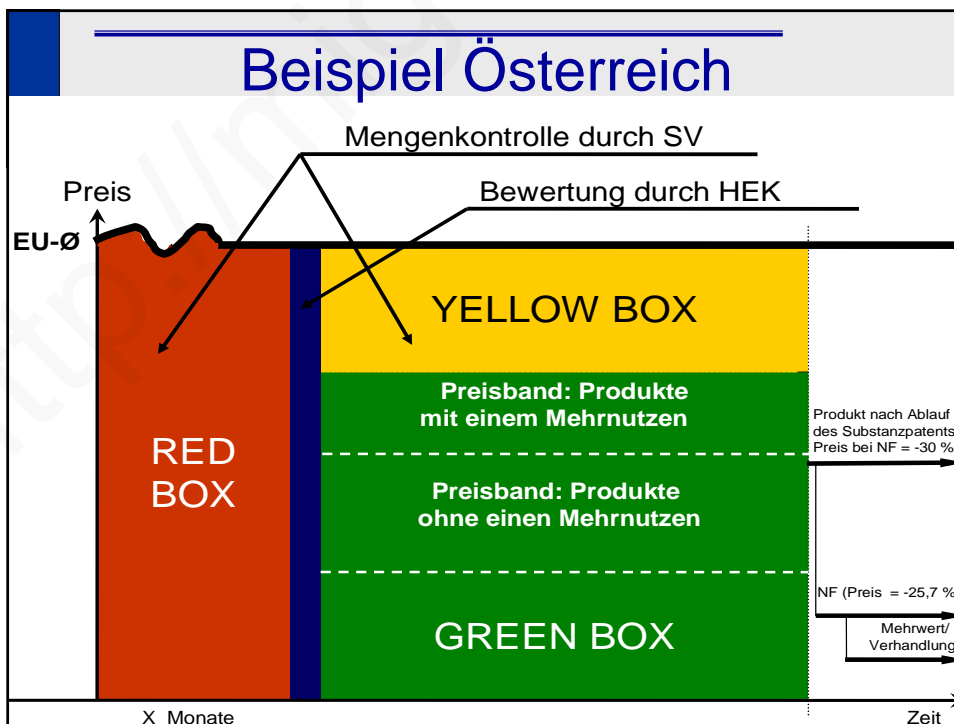 Beispiel Österreich
Mengenkontrolle durch SV
Preis
Bewertung durch HEK
EU-Ø
YELLOW BOX
Preisband: Produkte
mit einem Mehrnutzen
Produkt nach Ablauf
des Substanzpatents
Preis bei NF = -30 %
RED
BOX
Preisband: Produkte
ohne einen Mehrnutzen
NF (Preis = -25,7 %
GREEN BOX
Mehrwert/
Verhandlung
X Monate
Zeit